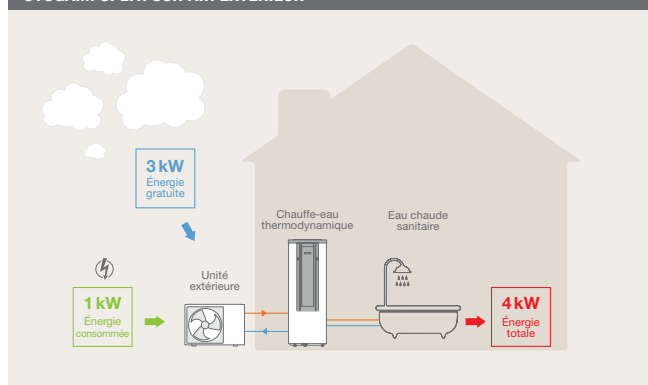 3 kW
Énergie
gratuite
Chauffe-eau
thermodynamique
Eau chaude
sanitaire
Unité
extérieure
1 kW
Énergie
consommée
4 kW
Énergie
totale